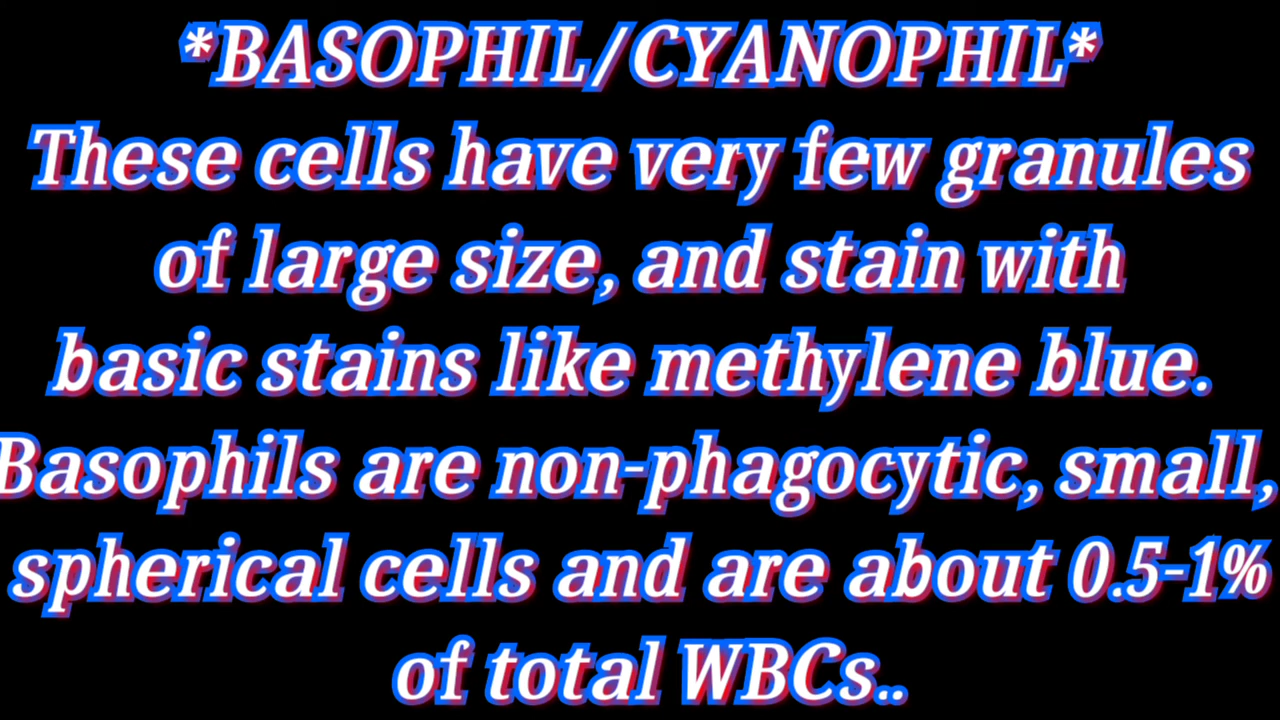 *BASOPHIL/CYANOPHIL*
These cells have very few granules
of large size, and stain with
basic stains like methylene blue.
Basophils are non-phagocytic, small,
spherical cells and are about 0.5-1%
of total WBCs..